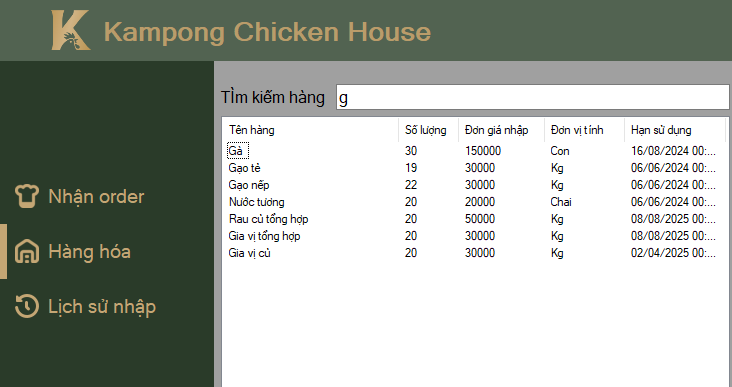 Kampong Chicken House
TÌm kiếm hàng g
Tên hàng Số lượng Đơn giá nhập Đơn vị tính Hạn sử dụng
Gà 30 150000 Con 16/08/2024 00:...
Gạo tẻ 19 30000 Kg 06/06/2024 00:...
Gạo nếp 22 30000 Kg 06/06/2024 00:...
Nước tương 20 20000 Chai 06/06/2024 00:...
Rau củ tổng hợp 20 50000 Kg 08/08/2025 00:...
Gia vị tổng hợp 20 30000 Kg 08/08/2025 00:...
Gia vị củ 20 30000 Kg 02/04/2025 00:...
Nhận order
Hàng hóa
Lịch sử nhập